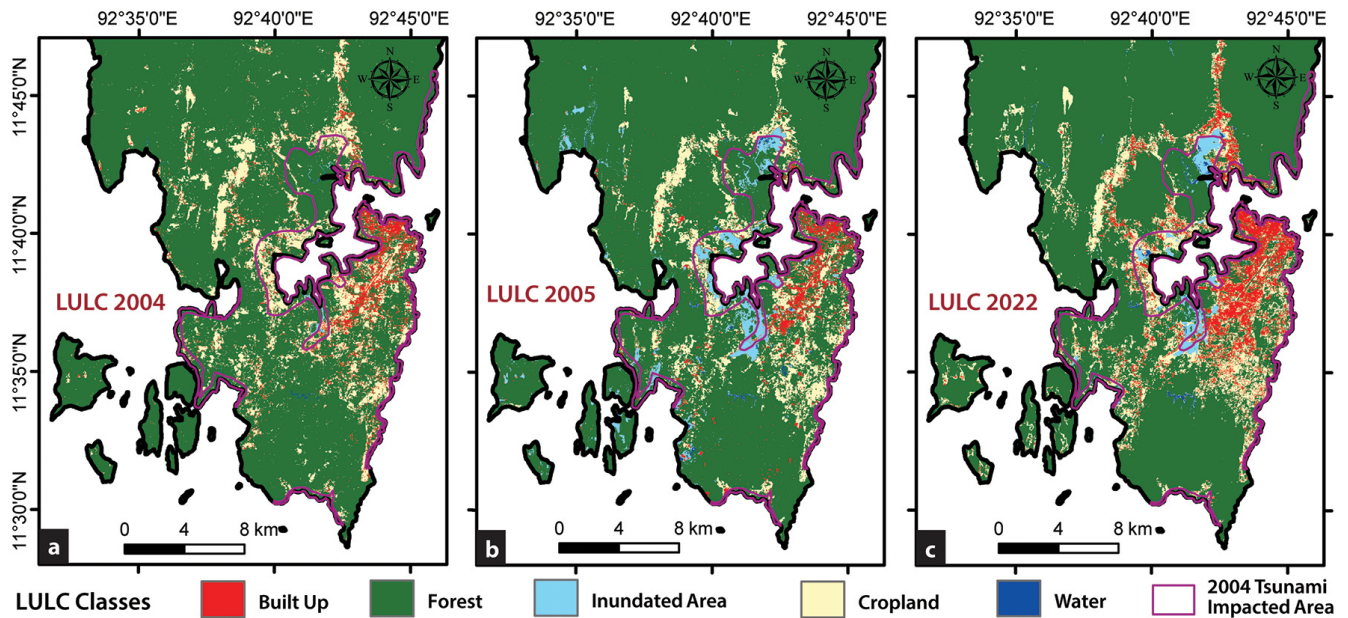 92°35'0"E 92°40'0"E 92°45'0"E 92°35'0"E 92°40'0"E 92°45'0"E 92°35'0"E 92°40'0"E 92°45'0"E
N N N
W E W E W E
S S S
11°45'0"N
11°40'0"N
LULC 2004 LULC 2005 LULC 2022
11°35'0"N
11°30'0"N
0 4 8 km 0 4 8 km 0 4 8 km
a b c
LULC Classes Built Up Forest Inundated Area Cropland Water 2004 Tsunami
Impacted Area